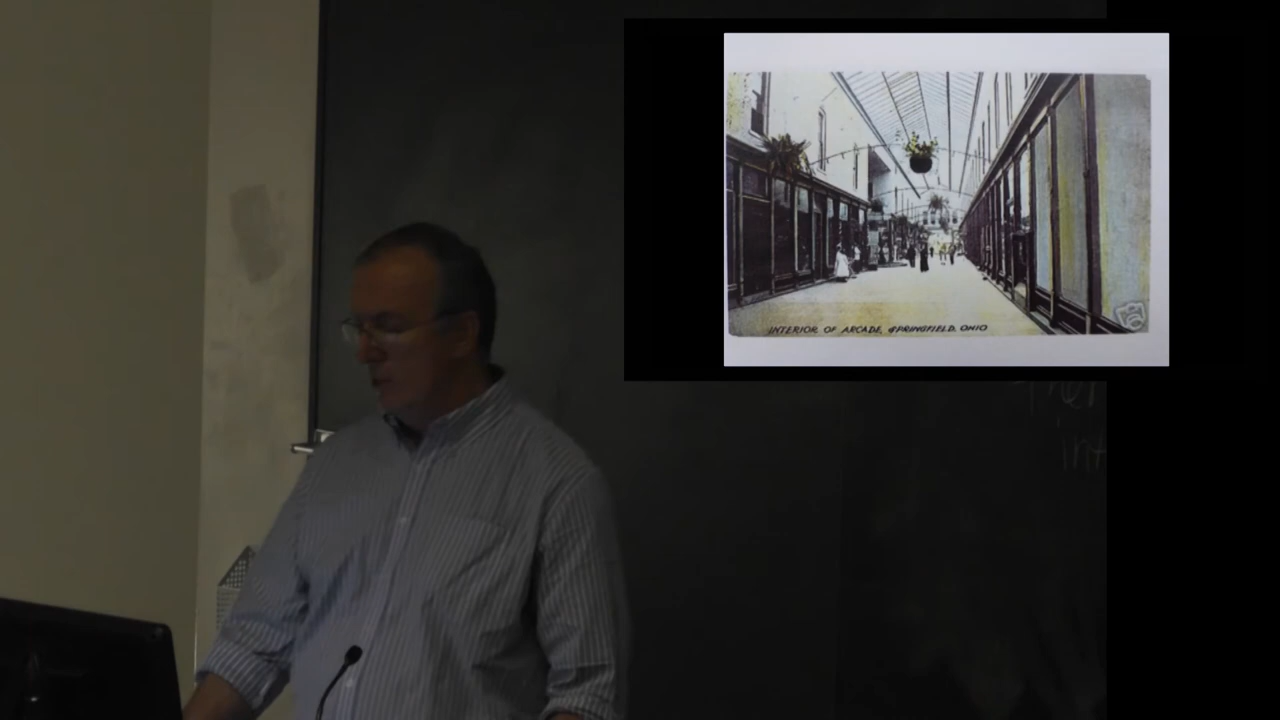 INTERIOR OF ARCADE, SPRINGFIELD, OHIO